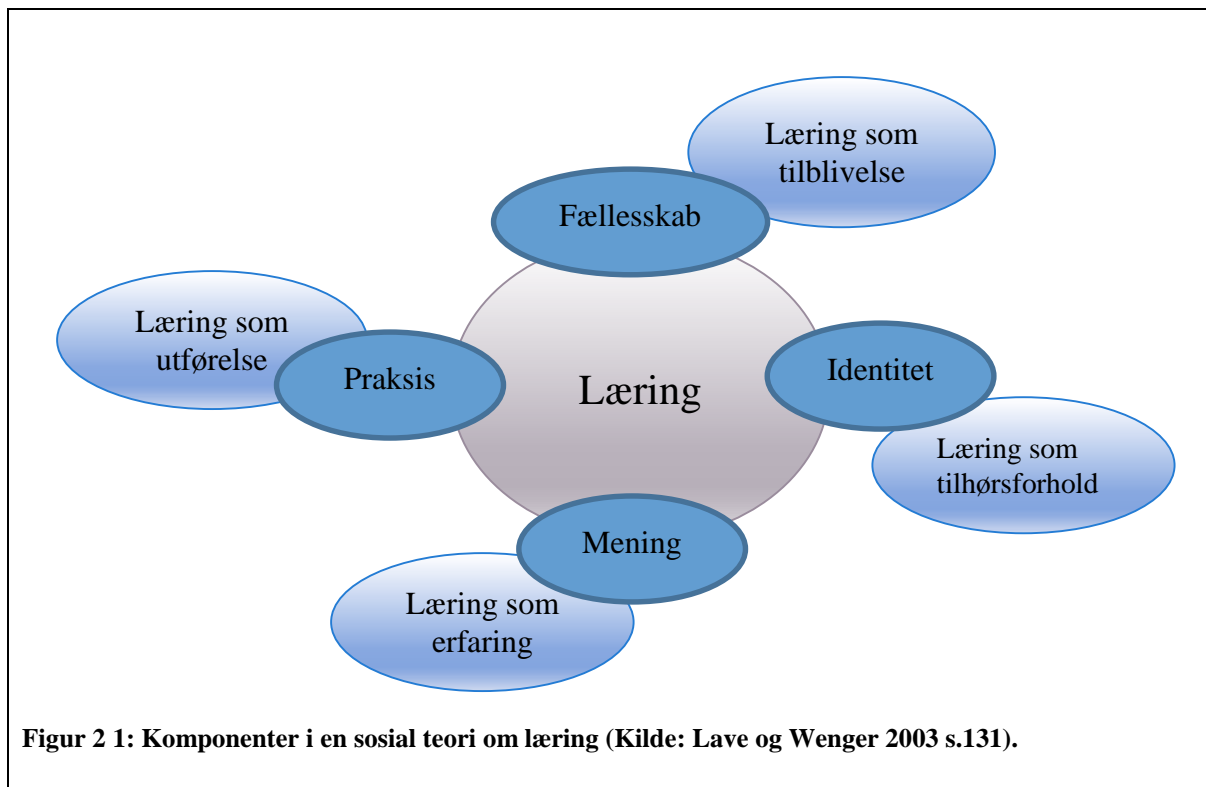 Læring som
tilblivelse
Fællesskab
Læring som
utførelse
Praksis
Læring
Identitet
Læring som
tilhørsforhold
Mening
Læring som
erfaring
Figur 2 1: Komponenter i en sosial teori om læring (Kilde: Lave og Wenger 2003 s.131).